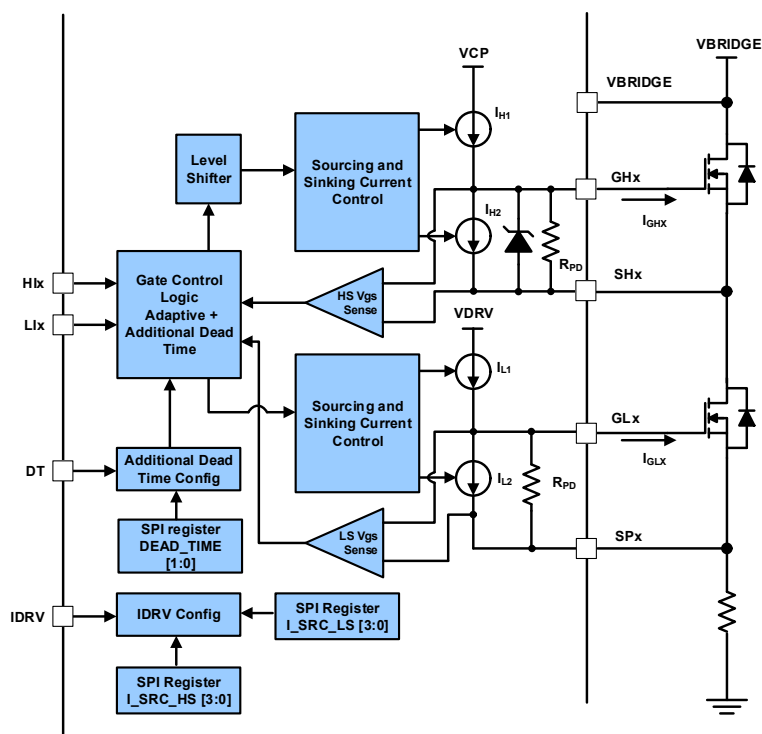 VCP
VBRIDGE
VBRIDGE
IH1
Level
Shifter
Sourcing and
Sinking Current
Control
GHx
IGHX
IH2
RPD
HIx
LIx
Gate Control
Logic
Adaptive +
Additional Dead
Time
HS Vgs
Sense
SHx
VDRV
IL1
Sourcing and
Sinking Current
Control
GLx
IGLX
IL2
RPD
DT
Additional Dead
Time Config
SPI register
DEAD_TIME
[1:0]
LS Vgs
Sense
SPx
IDRV
IDRV Config
SPI Register
I_SRC_LS [3:0]
SPI Register
I_SRC_HS [3:0]